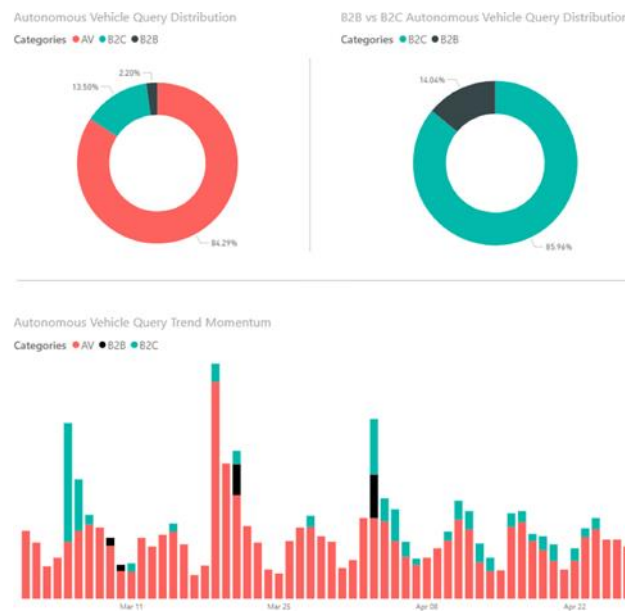 Autonomous Vehicle Query Distribution
Categories AV B2C B2B
2.20%
13.50%
84.29%
B2B vs B2C Autonomous Vehicle Query Distribution
Categories B2C B2B
14.04%
85.96%
Autonomous Vehicle Query Trend Momentum
Categories AV B2B B2C
Mar 11 Mar 25 Apr 08 Apr 22